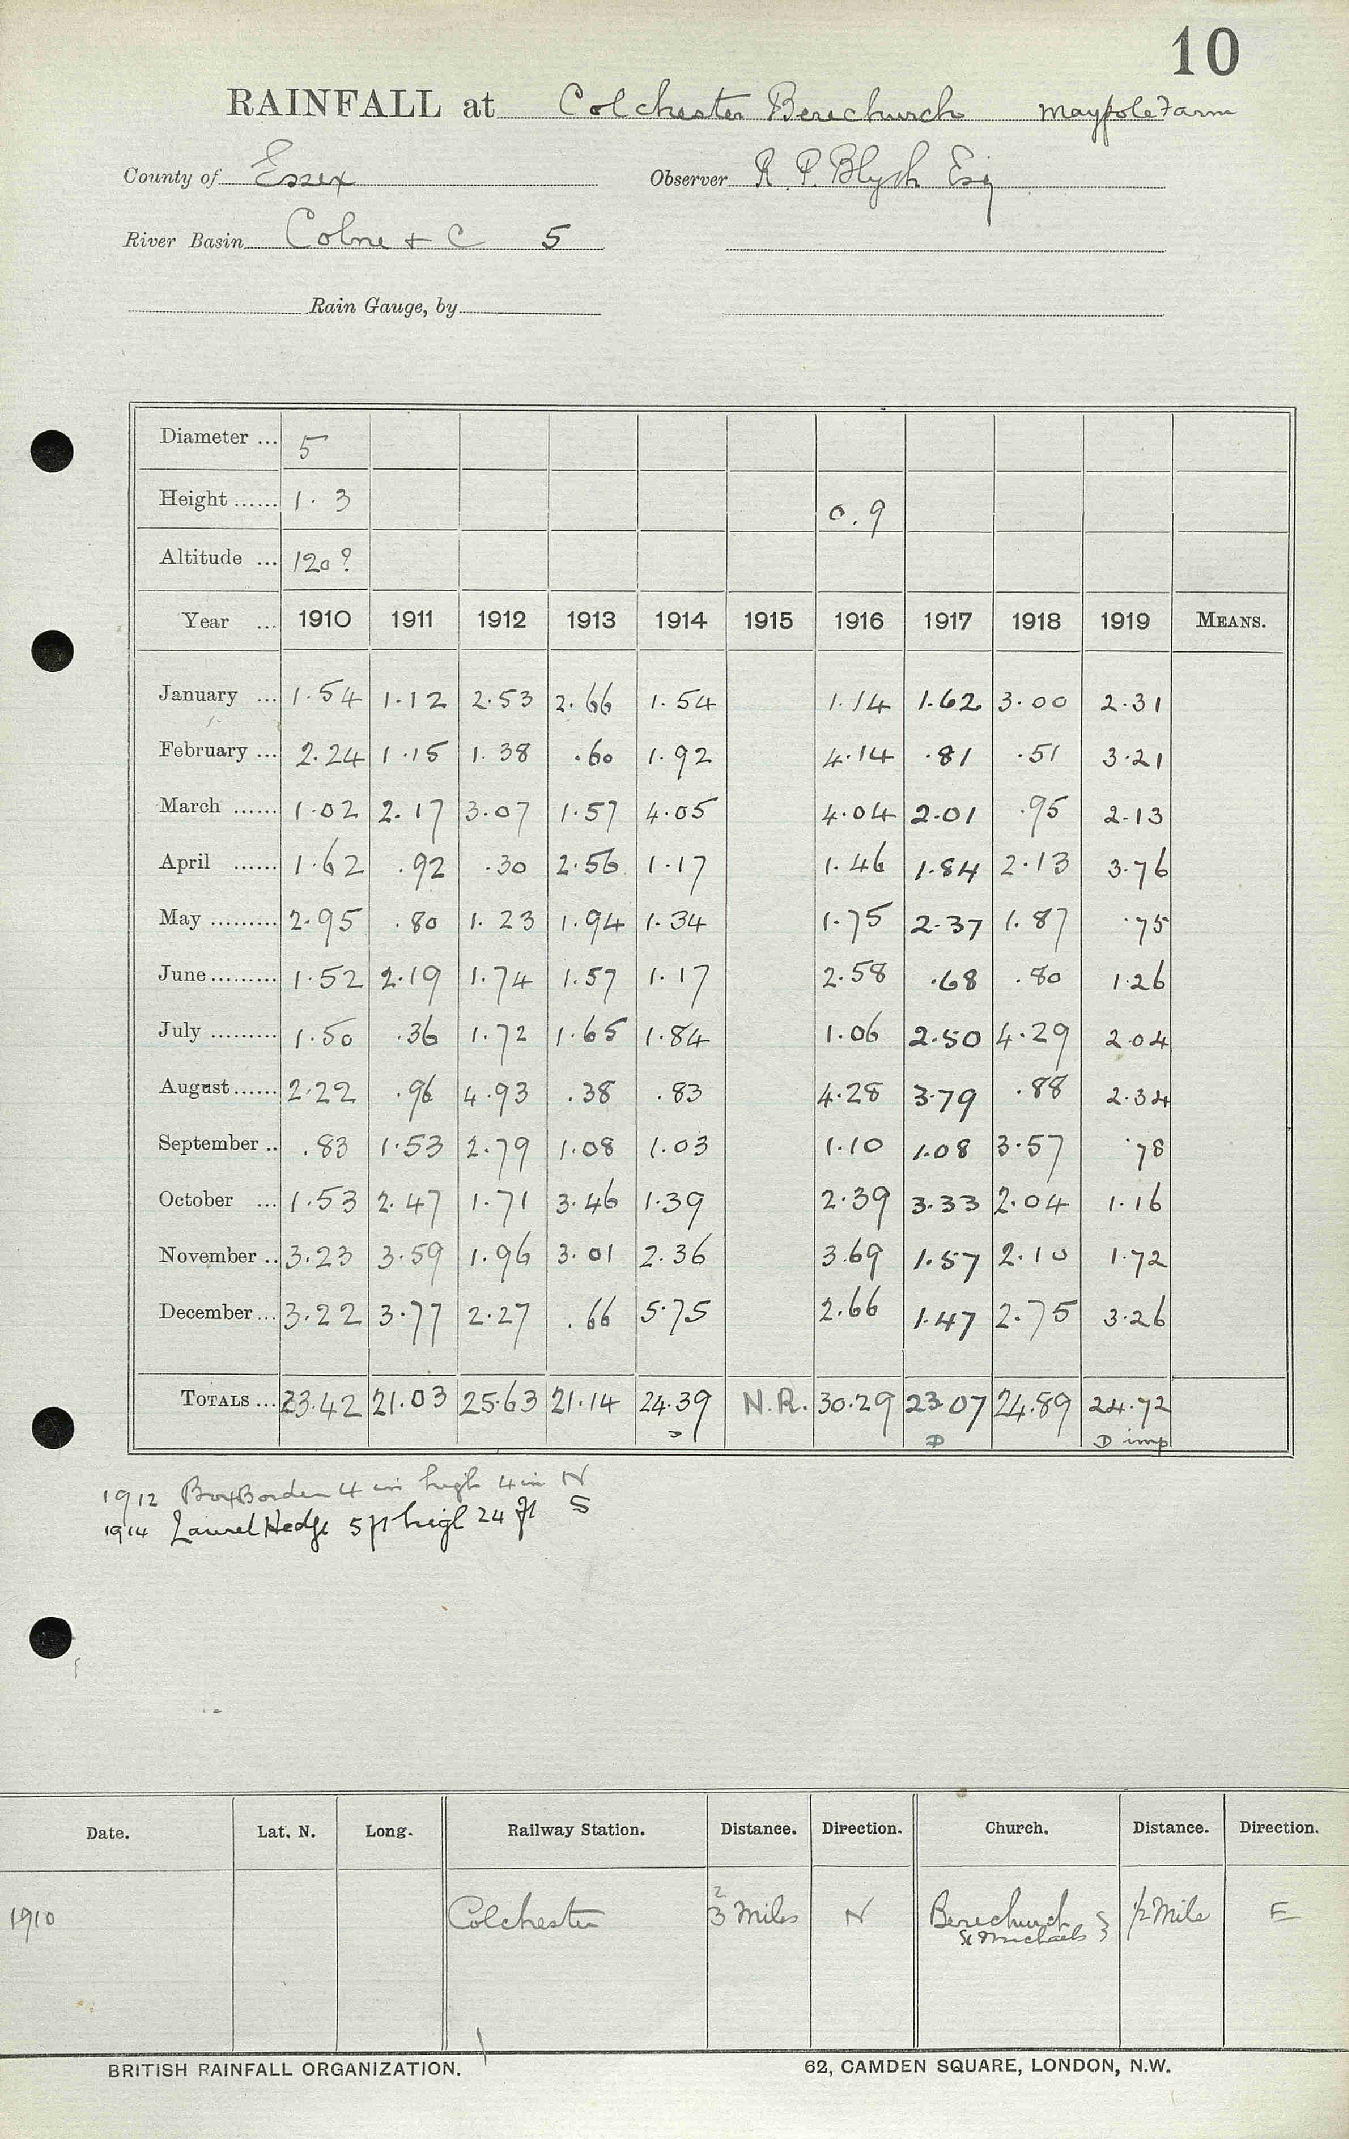 10
RAINFALL at Colchester Berechurch Maypole Farm
County of Essex Observer R. P. Blyth Esq
River Basin Colne + C 5
Rain Gauge, by
Diameter ... 5
Height ...... 1. 3 0.9
Altitude ... 120?
Year ... 1910 1911 1912 1913 1914 1915 1916 1917 1918 1919 MEANS.
January ... 1.54 1.12 2.53 2.66 1.54 1.14 1.62 3.00 2.31
February ... 2.24 1.15 1.38 .60 1.92 4.14 .81 .51 3.21
March ...... 1.02 2.17 3.07 1.57 4.05 4.04 2.01 .95 2.13
April ...... 1.62 .92 .30 2.56 1.17 1.46 1.84 2.13 3.76
May ......... 2.95 .80 1.23 1.94 1.34 1.75 2.37 1.87 .75
June ......... 1.52 2.19 1.74 1.57 1.17 2.58 .68 .80 1.26
July ......... 1.50 .36 1.72 1.65 1.84 1.06 2.50 4.29 2.04
August ...... 2.22 .96 4.93 .38 .83 4.28 3.79 .88 2.34
September .. .83 1.53 2.79 1.08 1.03 1.10 1.08 3.57 .78
October ... 1.53 2.47 1.71 3.46 1.39 2.39 3.33 2.04 1.16
November .. 3.23 3.59 1.96 3.01 2.36 3.69 1.57 2.10 1.72
December ... 3.22 3.77 2.27 .66 5.75 2.66 1.47 2.75 3.26
TOTALS ... 23.42 21.03 25.63 21.14 24.39 N.R. 30.29 23.07 24.89 24.72
D D imp
1912 Box Border 4 in high 4 in N
1914 Laurel Hedge 5 ft high 24 ft S
Date. Lat. N. Long. Railway Station. Distance. Direction. Church. Distance. Direction.
1910 Colchester 2 3 Miles N Berechurch St Michaels 1/2 Mile E
BRITISH RAINFALL ORGANIZATION. 62, CAMDEN SQUARE, LONDON, N.W.